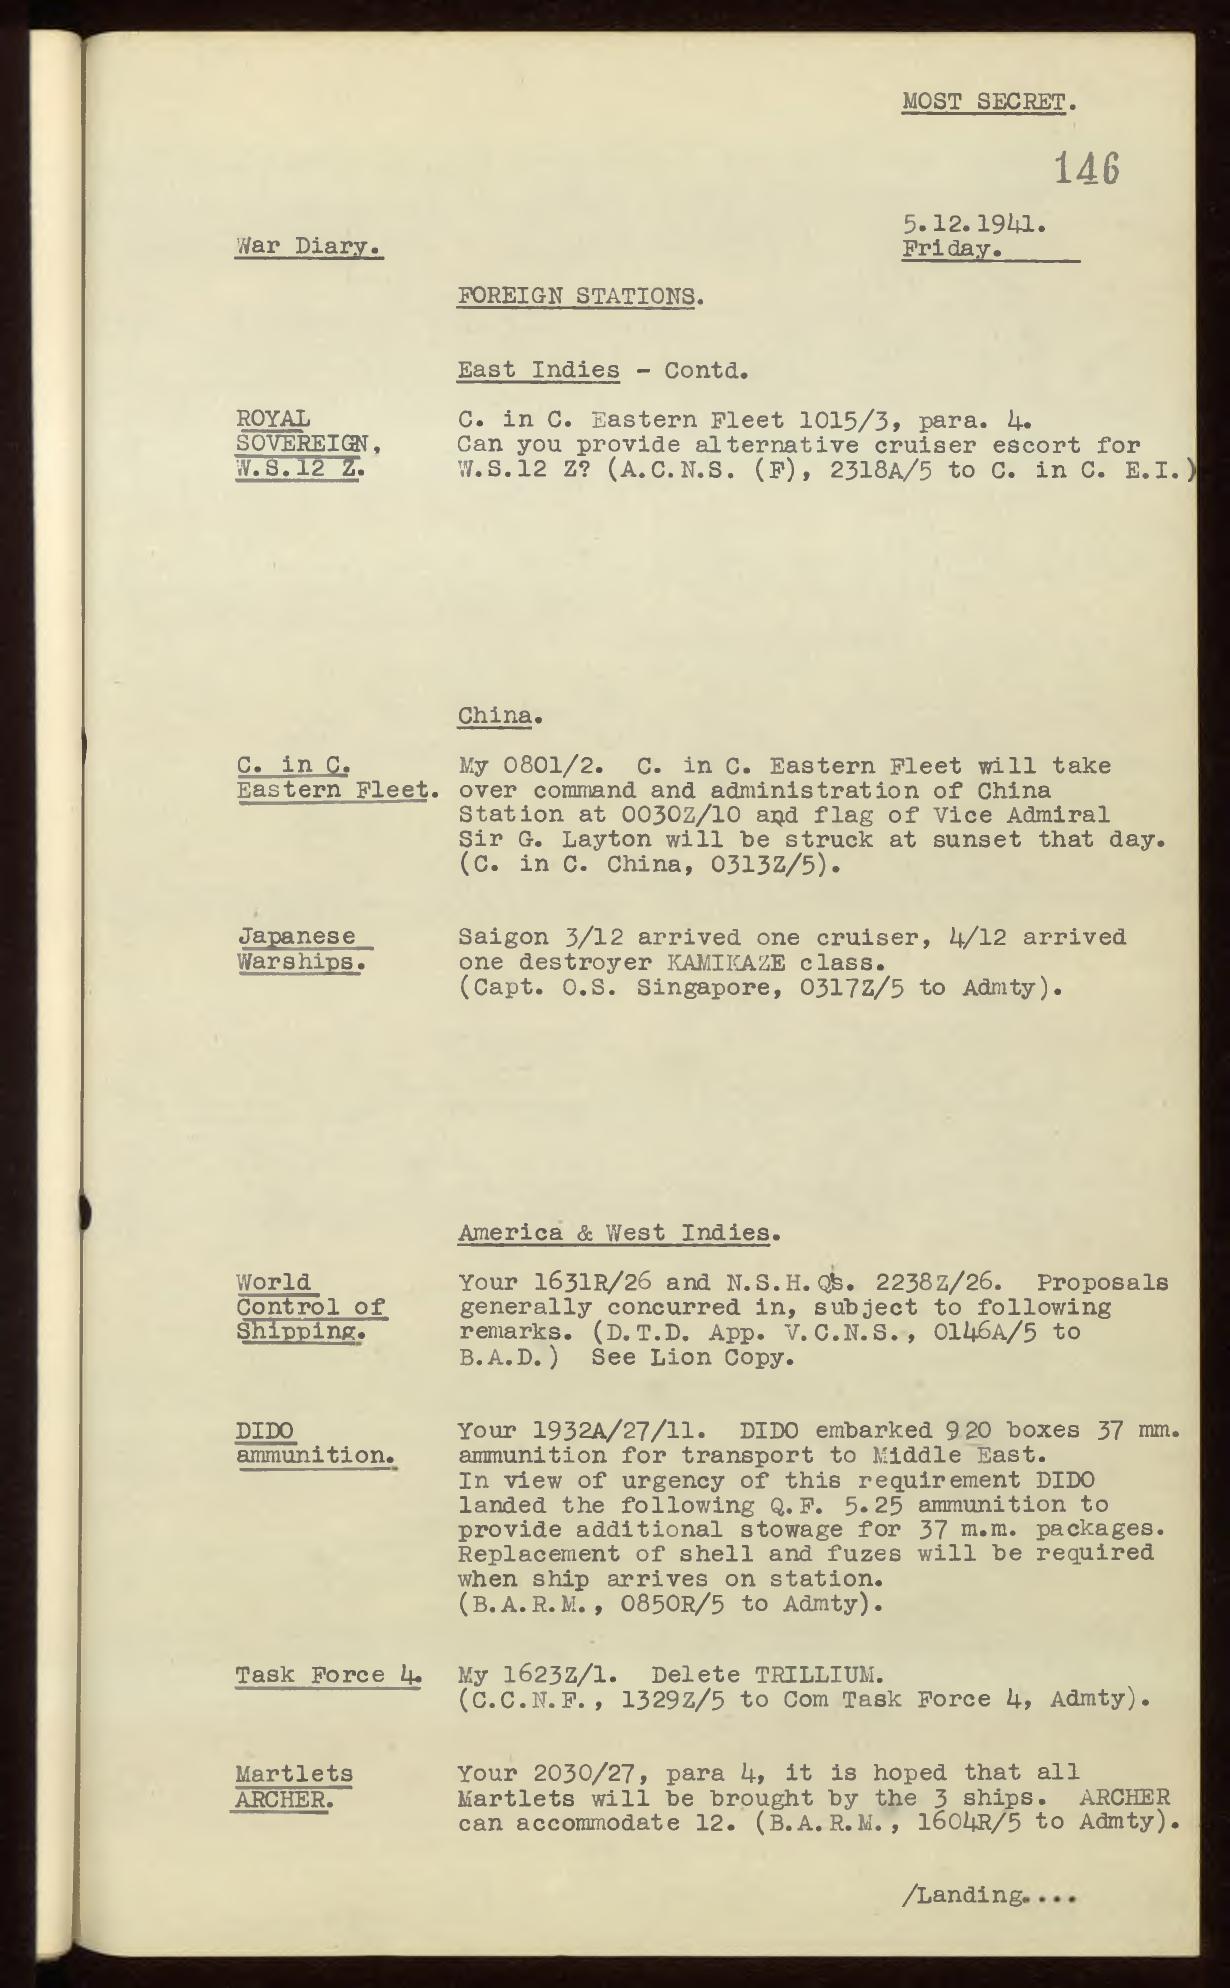 MOST SECRET.
146
5.12.1941.
War Diary.
Friday.
FOREIGN STATIONS.
East Indies - Contd.
ROYAL
SOVEREIGN,
W.S.12 Z.
C. in C. Eastern Fleet 1015/3, para. 4.
Can you provide alternative cruiser escort for
W.S.12 Z? (A.C.N.S. (F), 2318A/5 to C. in C. E.I.)
China.
C. in C.
Eastern Fleet.
My 0801/2. C. in C. Eastern Fleet will take
over command and administration of China
Station at 0030Z/10 and flag of Vice Admiral
Sir G. Layton will be struck at sunset that day.
(C. in C. China, 0313Z/5).
Japanese
Warships.
Saigon 3/12 arrived one cruiser, 4/12 arrived
one destroyer KAMIKAZE class.
(Capt. O.S. Singapore, 0317Z/5 to Admty).
America & West Indies.
World
Control of
Shipping.
Your 1631R/26 and N.S.H.Q's. 2238Z/26. Proposals
generally concurred in, subject to following
remarks. (D.T.D. App. V.C.N.S., 0146A/5 to
B.A.D.) See Lion Copy.
DIDO
ammunition.
Your 1932A/27/11. DIDO embarked 920 boxes 37 mm.
ammunition for transport to Middle East.
In view of urgency of this requirement DIDO
landed the following Q.F. 5.25 ammunition to
provide additional stowage for 37 m.m. packages.
Replacement of shell and fuzes will be required
when ship arrives on station.
(B.A.R.M., 0850R/5 to Admty).
Task Force 4.
My 1623Z/1. Delete TRILLIUM.
(C.C.N.F., 1329Z/5 to Com Task Force 4, Admty).
Martlets
ARCHER.
Your 2030/27, para 4, it is hoped that all
Martlets will be brought by the 3 ships. ARCHER
can accommodate 12. (B.A.R.M., 1604R/5 to Admty).
/Landing....